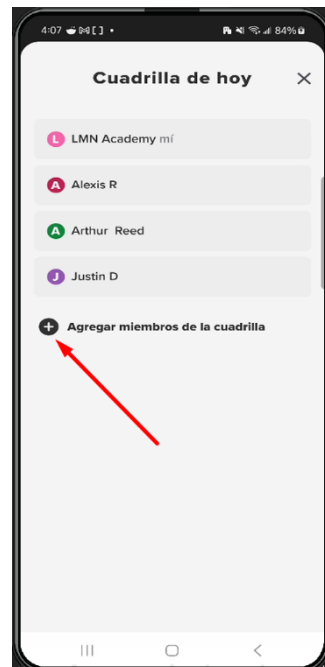 4:07
84%
Cuadrilla de hoy
L LMN Academy mí
A Alexis R
A Arthur Reed
J Justin D
Agregar miembros de la cuadrilla